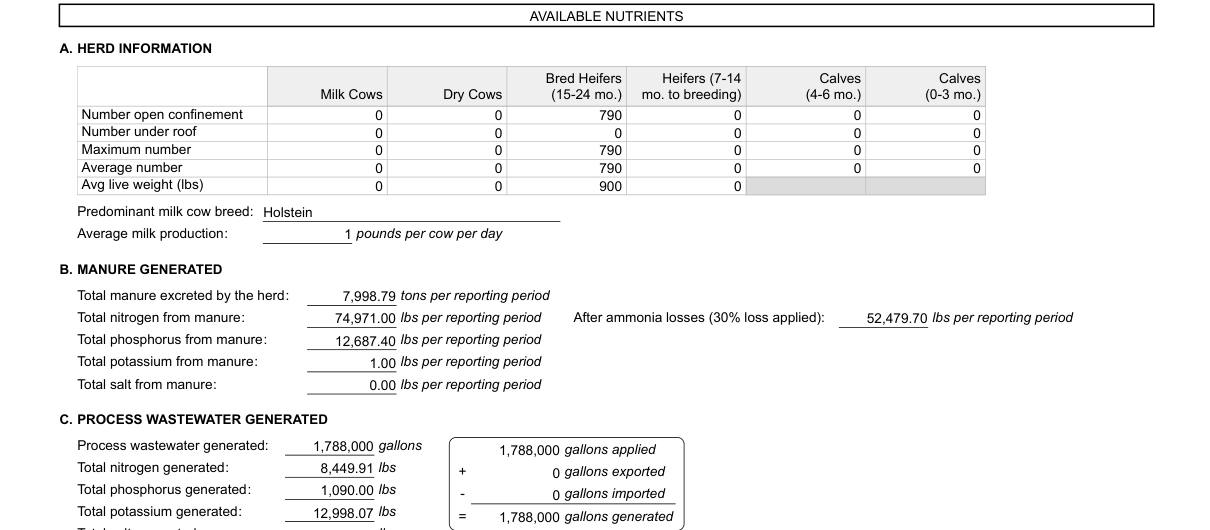 AVAILABLE NUTRIENTS
A. HERD INFORMATION
Milk Cows Dry Cows Bred Heifers (15-24 mo.) Heifers (7-14 mo. to breeding) Calves (4-6 mo.) Calves (0-3 mo.)
Number open confinement 0 0 790 0 0 0
Number under roof 0 0 0 0 0 0
Maximum number 0 0 790 0 0 0
Average number 0 0 790 0 0 0
Avg live weight (lbs) 0 0 900 0
Predominant milk cow breed: Holstein
Average milk production: 1 pounds per cow per day
B. MANURE GENERATED
Total manure excreted by the herd: 7,998.79 tons per reporting period
Total nitrogen from manure: 74,971.00 lbs per reporting period After ammonia losses (30% loss applied): 52,479.70 lbs per reporting period
Total phosphorus from manure: 12,687.40 lbs per reporting period
Total potassium from manure: 1.00 lbs per reporting period
Total salt from manure: 0.00 lbs per reporting period
C. PROCESS WASTEWATER GENERATED
Process wastewater generated: 1,788,000 gallons
Total nitrogen generated: 8,449.91 lbs
Total phosphorus generated: 1,090.00 lbs
Total potassium generated: 12,998.07 lbs
1,788,000 gallons applied
+ 0 gallons exported
- 0 gallons imported
= 1,788,000 gallons generated